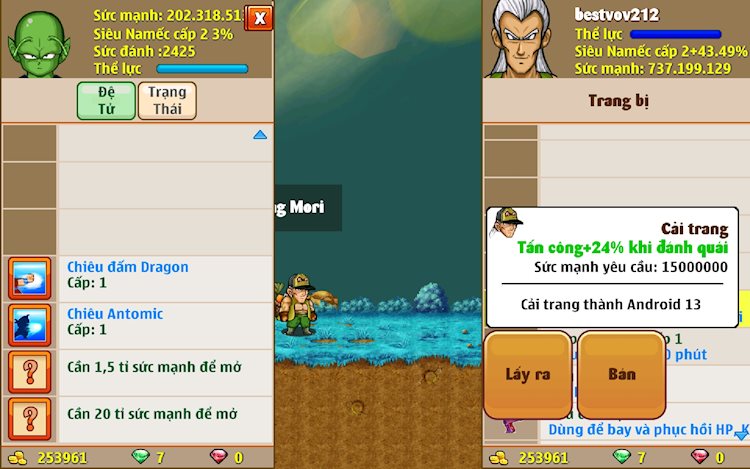 Sức mạnh: 202.318.51
X
Siêu Namếc cấp 2 3%
Sức đánh :2425
Thể lực
Đệ
Tử
Trạng
Thái
Chiêu đấm Dragon
Cấp: 1
Chiêu Antomic
Cấp: 1
Cần 1,5 tỉ sức mạnh để mở
Cần 20 tỉ sức mạnh để mở
253961
7
0
Mori
bestvov212
Thể lực
Siêu Namếc cấp 2+43.49%
Sức mạnh: 737.199.129
Trang bị
Cải trang
Tấn công+24% khi đánh quái
Sức mạnh yêu cầu: 15000000
Cải trang thành Android 13
1
phút
Lấy ra
Bán
Dùng để bay và phục hồi HP, K
253961
7
0